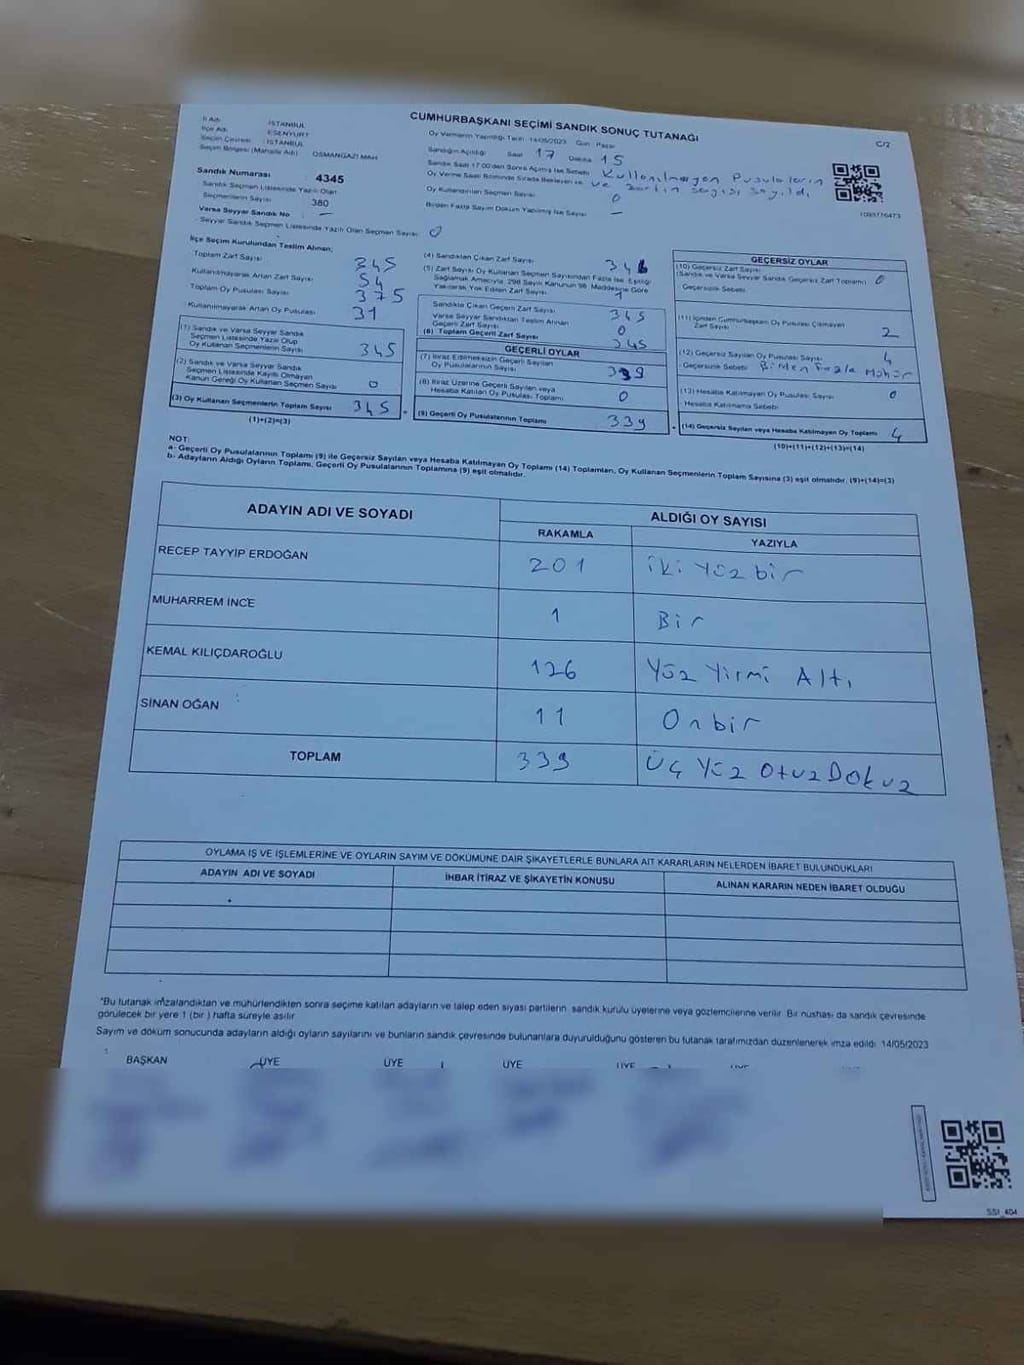 CUMHURBAŞKANI SEÇİMİ SANDIK SONUÇ TUTANAĞI
C/2
İl Adı İSTANBUL
İlçe Adı ESENYURT
Seçim Çevresi İSTANBUL
Seçim Bölgesi (Mahalle Adı) OSMANGAZİ MAH.
Sandık Numarası 4345
Sandık Seçmen Listesinde Yazılı Olan
Seçmenlerin Sayısı 380
Varsa Seyyar Sandık No –
Seyyar Sandık Seçmen Listesinde Yazılı Olan Seçmen Sayısı 0
Oy Vermenin Yapıldığı Tarih 14/05/2023 Gün Pazar
Sandığın Açıldığı Saat 17 Dakika 15
Sandık Saat 17:00'den Sonra Açılmış İse Sebebi Kullanılmayan Pusulaların
ve zarfın sayısı sayıldı
Oy Verme Saati Bitiminde Sırada Bekleyen ve
Oy Kullandırılan Seçmen Sayısı 0
Birden Fazla Sayım Döküm Yapılmış İse Sayısı –
İlçe Seçim Kurulundan Teslim Alınan;
Toplam Zarf Sayısı 345
Kullanılmayarak Artan Zarf Sayısı 54
Toplam Oy Pusulası Sayısı 375
Kullanılmayarak Artan Oy Pusulası 31
(1) Sandık ve Varsa Seyyar Sandık
Seçmen Listesinde Yazılı Olup
Oy Kullanan Seçmenlerin Sayısı 345
(2) Sandık ve Varsa Seyyar Sandık
Seçmen Listesinde Kayıtlı Olmayan
Kanun Gereği Oy Kullanan Seçmen Sayısı 0
(3) Oy Kullanan Seçmenlerin Toplam Sayısı 345
(1)+(2)=(3)
(4) Sandıktan Çıkan Zarf Sayısı 346
(5) Zarf Sayısı Oy Kullanan Seçmen Sayısından Fazla İse, Eşitliği
Sağlamak Amacıyla, 298 Sayılı Kanunun 98. Maddesine Göre
Yakılarak Yok Edilen Zarf Sayısı 1
Sandıkta Çıkan Geçerli Zarf Sayısı 345
Varsa Seyyar Sandıktan Teslim Alınan
Geçerli Zarf Sayısı 0
(6) Toplam Geçerli Zarf Sayısı 345
GEÇERLİ OYLAR
(7) İtiraz Edilmeksizin Geçerli Sayılan
Oy Pusulalarının Sayısı 339
(8) İtiraz Üzerine Geçerli Sayılan veya
Hesaba Katılan Oy Pusulası Toplamı 0
(9) Geçerli Oy Pusulalarının Toplamı 339
GEÇERSİZ OYLAR
(10) Geçersiz Zarf Sayısı
(Sandık ve Varsa Seyyar Sandık Geçersiz Zarf Toplamı) 0
Geçersizlik Sebebi
(11) İçinden Cumhurbaşkanı Oy Pusulası Çıkmayan
Zarf Sayısı 2
(12) Geçersiz Sayılan Oy Pusulası Sayısı 4
Geçersizlik Sebebi Birden Fazla Mühür
(13) Hesaba Katılmayan Oy Pusulası Sayısı 0
Hesaba Katılmama Sebebi
(14) Geçersiz Sayılan veya Hesaba Katılmayan Oy Toplamı 4
(10)+(11)+(12)+(13)=(14)
NOT:
a- Geçerli Oy Pusulalarının Toplamı (9) ile Geçersiz Sayılan veya Hesaba Katılmayan Oy Toplamı (14) Toplamları, Oy Kullanan Seçmenlerin Toplam Sayısına (3) eşit olmalıdır. (9)+(14)=(3)
b- Adayların Aldığı Oyların Toplamı, Geçerli Oy Pusulalarının Toplamına (9) eşit olmalıdır.
ADAYIN ADI VE SOYADI
ALDIĞI OY SAYISI
RAKAMLA YAZIYLA
RECEP TAYYİP ERDOĞAN 201 iki yüz bir
MUHARREM İNCE 1 Bir
KEMAL KILIÇDAROĞLU 126 Yüz Yirmi Altı
SİNAN OĞAN 11 On bir
TOPLAM 339 Üç Yüz Otuz Dokuz
OYLAMA İŞ VE İŞLEMLERİNE VE OYLARIN SAYIM VE DÖKÜMÜNE DAİR ŞİKAYETLERLE BUNLARA AİT KARARLARIN NELERDEN İBARET BULUNDUKLARI
ADAYIN ADI VE SOYADI İHBAR İTİRAZ VE ŞİKAYETİN KONUSU ALINAN KARARIN NEDEN İBARET OLDUĞU
"Bu tutanak imzalandıktan ve mühürlendikten sonra seçime katılan adayların ve talep eden siyasi partilerin, sandık kurulu üyelerine veya gözlemcilerine verilir. Bir nüshası da sandık çevresinde
görülecek bir yere 1 (bir) hafta süreyle asılır
Sayım ve döküm sonucunda adayların aldığı oyların sayılarını ve bunların sandık çevresinde bulunanlara duyurulduğunu gösteren bu tutanak tarafımızdan düzenlenerek imza edildi. 14/05/2023
BAŞKAN ÜYE ÜYE ÜYE ÜYE